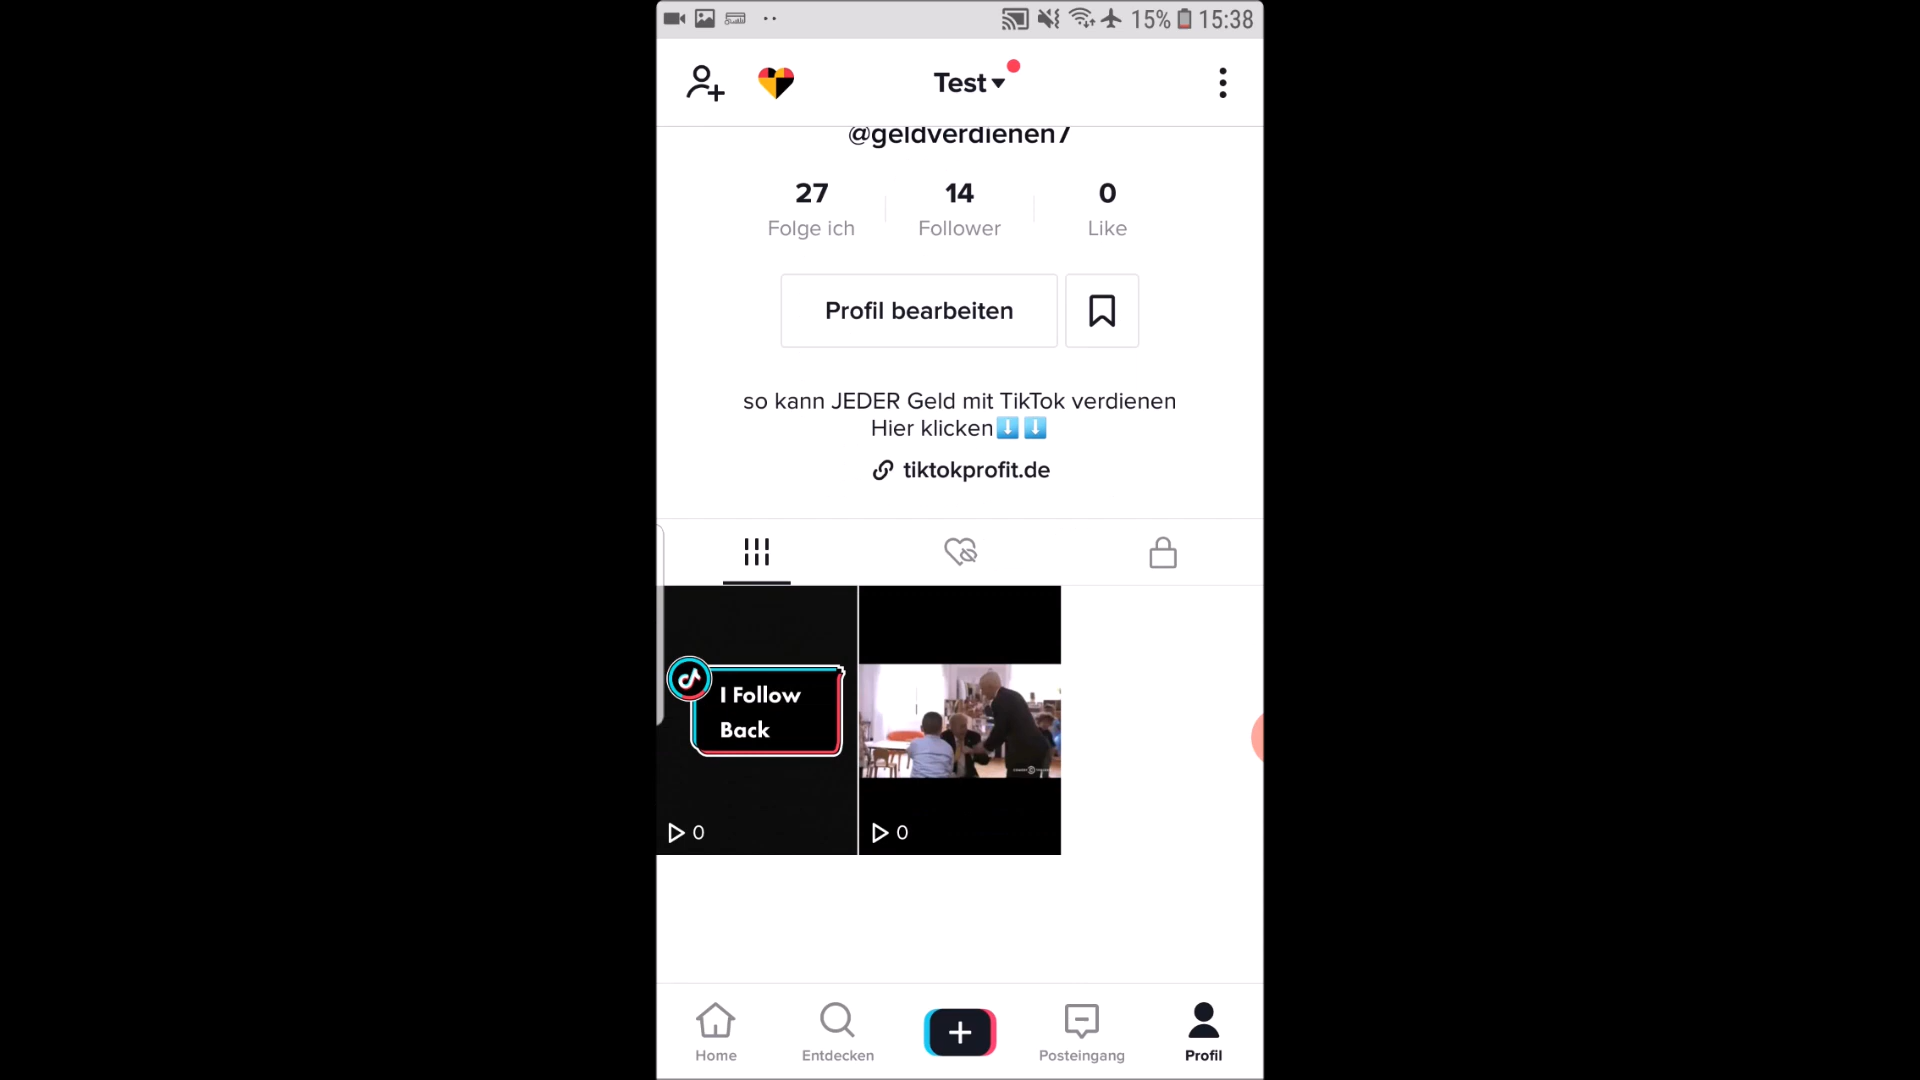 15% 15:38
Test
@geldverdienen7
27 14 0
Folge ich Follower Like
Profil bearbeiten
so kann JEDER Geld mit TikTok verdienen
Hier klicken⬇️⬇️
tiktokprofit.de
I Follow
Back
0 0
Home Entdecken Posteingang Profil